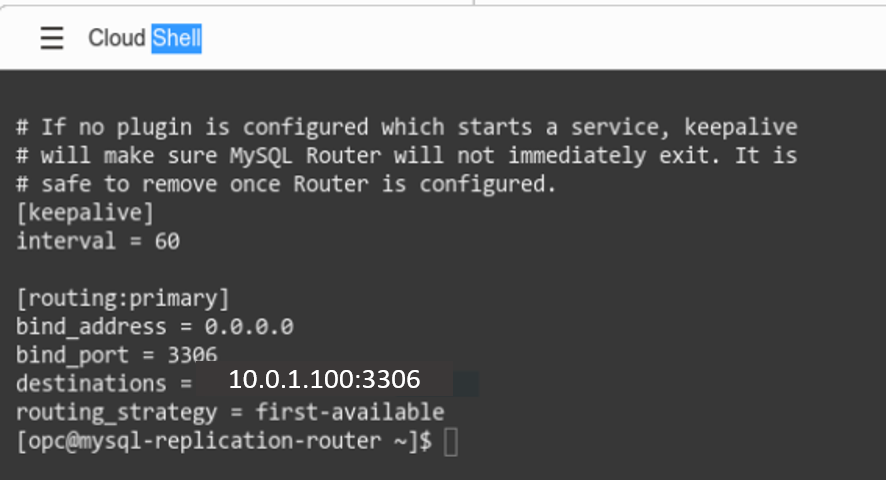 Cloud Shell
# If no plugin is configured which starts a service, keepalive
# will make sure MySQL Router will not immediately exit. It is
# safe to remove once Router is configured.
[keepalive]
interval = 60
[routing:primary]
bind_address = 0.0.0.0
bind_port = 3306
destinations = 10.0.1.100:3306
routing_strategy = first-available
[opc@mysql-replication-router ~]$